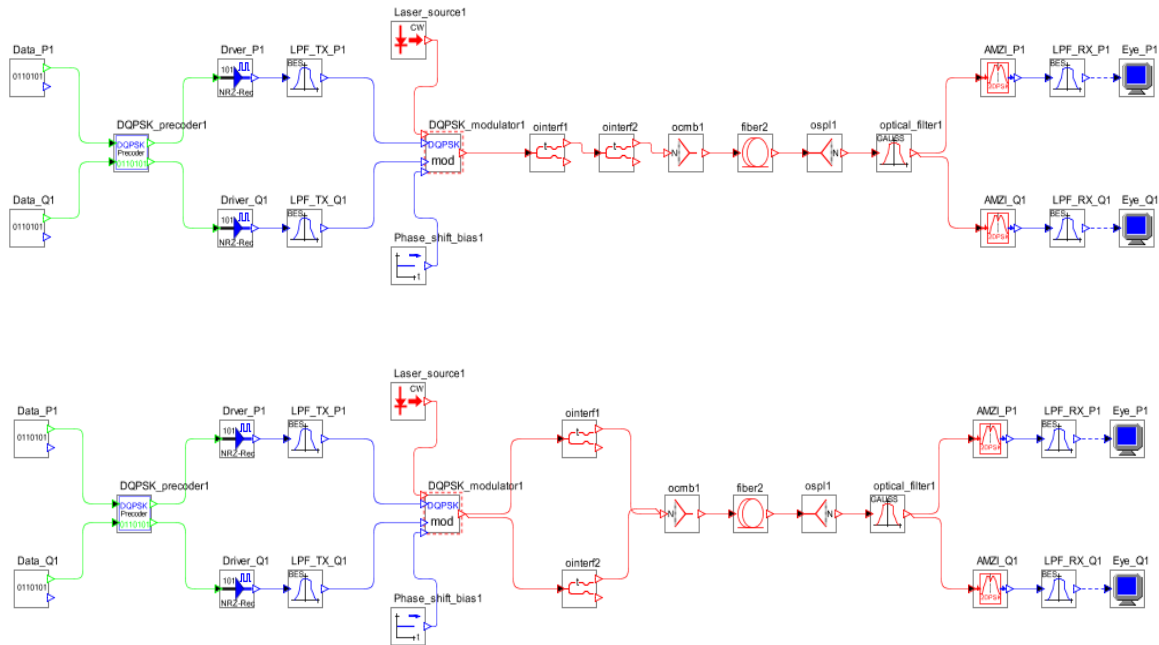 Laser_source1
CW
Data_P1
Drver_P1
LPF_TX_P1
AMZI_P1
LPF_RX_P1
Eye_P1
0110101
101
NRZ-Rec
BES
BES
DQPSK_precoder1
DQPSK
Precoder
0110101
DQPSK_modulator1
DQPSK
mod
ointerf1
ointerf2
ocmb1
fiber2
ospl1
optical_filter1
t
t
N
N
GAUSS
Data_Q1
Driver_Q1
LPF_TX_Q1
AMZI_Q1
LPF_RX_Q1
Eye_Q1
0110101
101
NRZ-Rec
BES
BES
Phase_shift_bias1
t
Laser_source1
CW
Data_P1
Drver_P1
LPF_TX_P1
ointerf1
AMZI_P1
LPF_RX_P1
Eye_P1
0110101
101
NRZ-Rec
BES
t
BES
DQPSK_precoder1
DQPSK
Precoder
0110101
DQPSK_modulator1
DQPSK
mod
ocmb1
fiber2
ospl1
optical_filter1
N
N
GAUSS
Data_Q1
Driver_Q1
LPF_TX_Q1
ointerf2
AMZI_Q1
LPF_RX_Q1
Eye_Q1
0110101
101
NRZ-Rec
BES
t
BES
Phase_shift_bias1
t